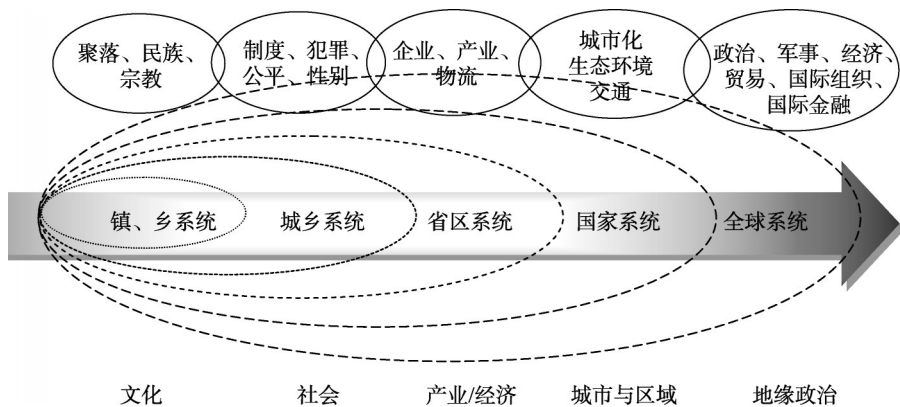 聚落、民族、
宗教
制度、犯罪、
公平、性别
企业、产业、
物流
城市化
生态环境
交通
政治、军事、经济、
贸易、国际组织、
国际金融
镇、乡系统
城乡系统
省区系统
国家系统
全球系统
文化
社会
产业/经济
城市与区域
地缘政治